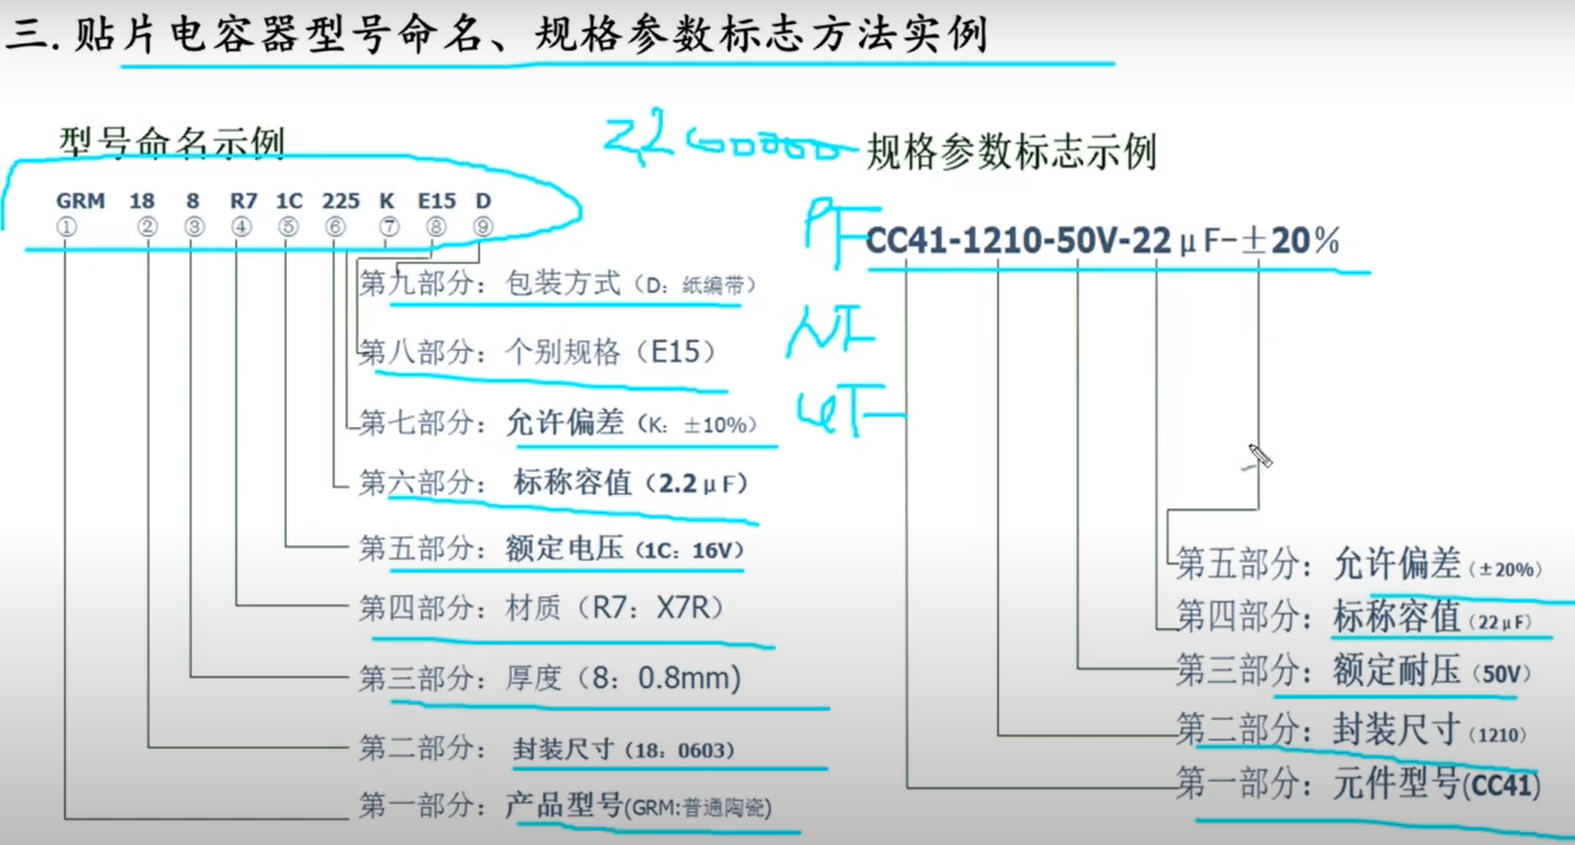 三. 贴片电容器型号命名、规格参数标志方法实例
型号命名示例
GRM 18 8 R7 1C 225 K E15 D
① ② ③ ④ ⑤ ⑥ ⑦ ⑧ ⑨
第九部分：包装方式（D：纸编带）
第八部分：个别规格（E15）
第七部分：允许偏差（K：±10%）
第六部分：标称容值（2.2μF）
第五部分：额定电压（1C：16V）
第四部分：材质（R7：X7R）
第三部分：厚度（8：0.8mm)
第二部分：封装尺寸（18：0603）
第一部分：产品型号(GRM:普通陶瓷)
2.200000
PF
NF
UF
规格参数标志示例
CC41-1210-50V-22μF-±20%
第五部分：允许偏差（±20%）
第四部分：标称容值（22μF）
第三部分：额定耐压（50V）
第二部分：封装尺寸（1210）
第一部分：元件型号(CC41)